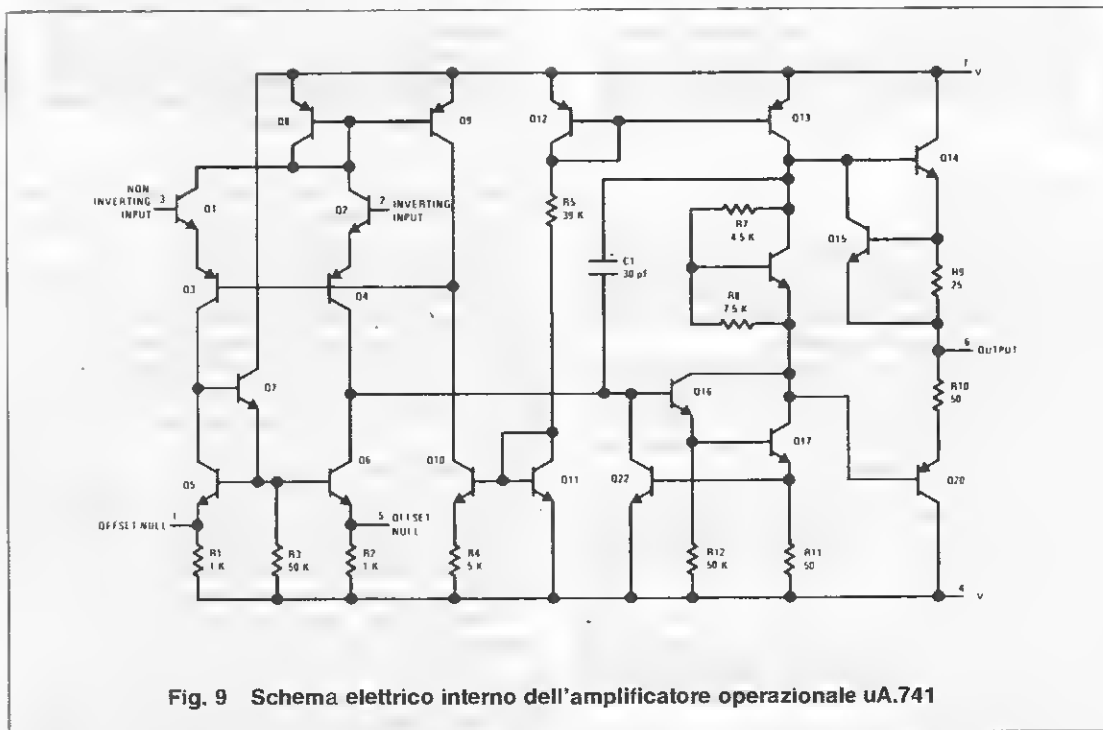 7
V
Q8
Q9
Q12
Q13
Q14
NON
INVERTING
INPUT
3
Q1
Q2
2
INVERTING
INPUT
R5
39 K
R7
4.5 K
Q15
C1
30 pf
R9
25
Q3
Q4
R8
7.5 K
6
OUTPUT
Q7
Q16
R10
50
Q5
Q6
Q10
Q11
Q22
Q17
Q20
OFFSET NULL
1
5
OFFSET
NULL
R1
1 K
R3
50 K
R2
1 K
R4
5 K
R12
50 K
R11
50
4
V
Fig. 9 Schema elettrico interno dell'amplificatore operazionale uA.741